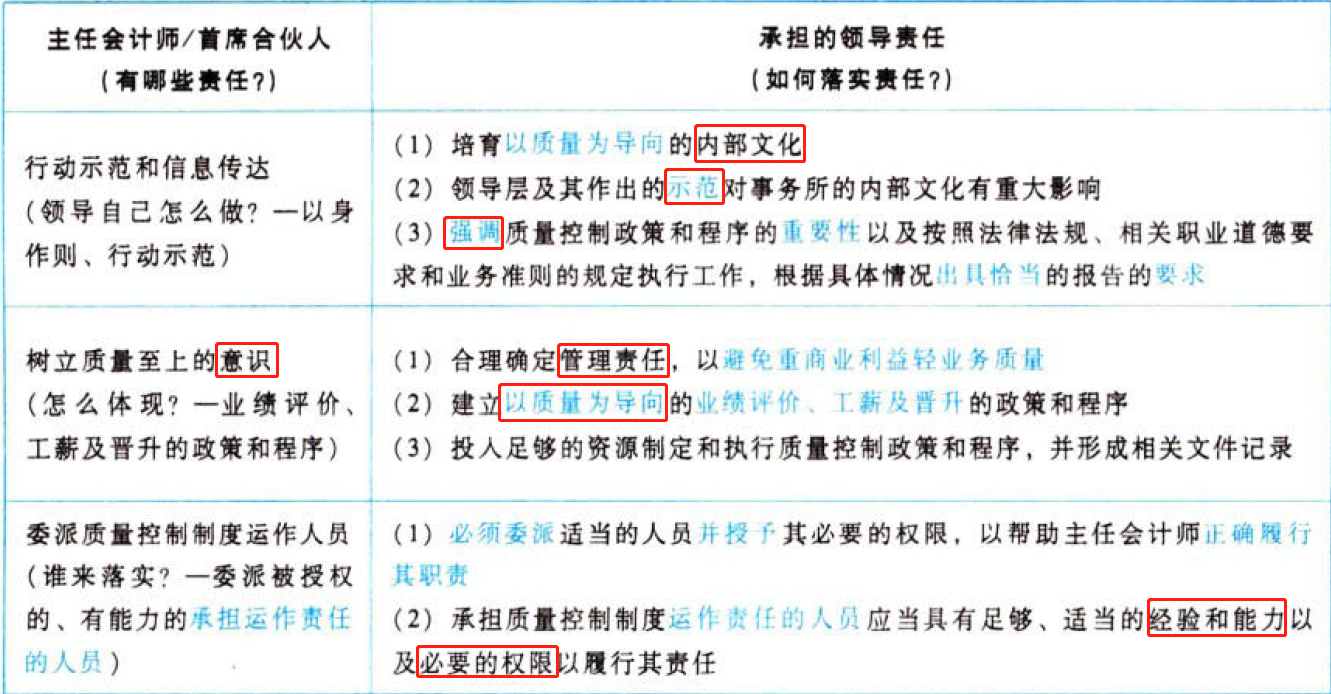 主任会计师/首席合伙人
(有哪些责任?)
承担的领导责任
(如何落实责任?)
行动示范和信息传达
(领导自己怎么做? —以身
作则、行动示范)
(1) 培育以质量为导向的内部文化
(2) 领导层及其作出的示范对事务所的内部文化有重大影响
(3) 强调质量控制政策和程序的重要性以及按照法律法规、相关职业道德要
求和业务准则的规定执行工作，根据具体情况出具恰当的报告的要求
树立质量至上的意识
(怎么体现? —业绩评价、
工薪及晋升的政策和程序)
(1) 合理确定管理责任，以避免重商业利益轻业务质量
(2) 建立以质量为导向的业绩评价、工薪及晋升的政策和程序
(3) 投人足够的资源制定和执行质量控制政策和程序，并形成相关文件记录
委派质量控制制度运作人员
(谁来落实? —委派被授权
的、有能力的承担运作责任
的人员)
(1) 必须委派适当的人员并授予其必要的权限，以帮助主任会计师正确履行
其职责
(2) 承担质量控制制度运作责任的人员应当具有足够、适当的经验和能力以
及必要的权限以履行其责任